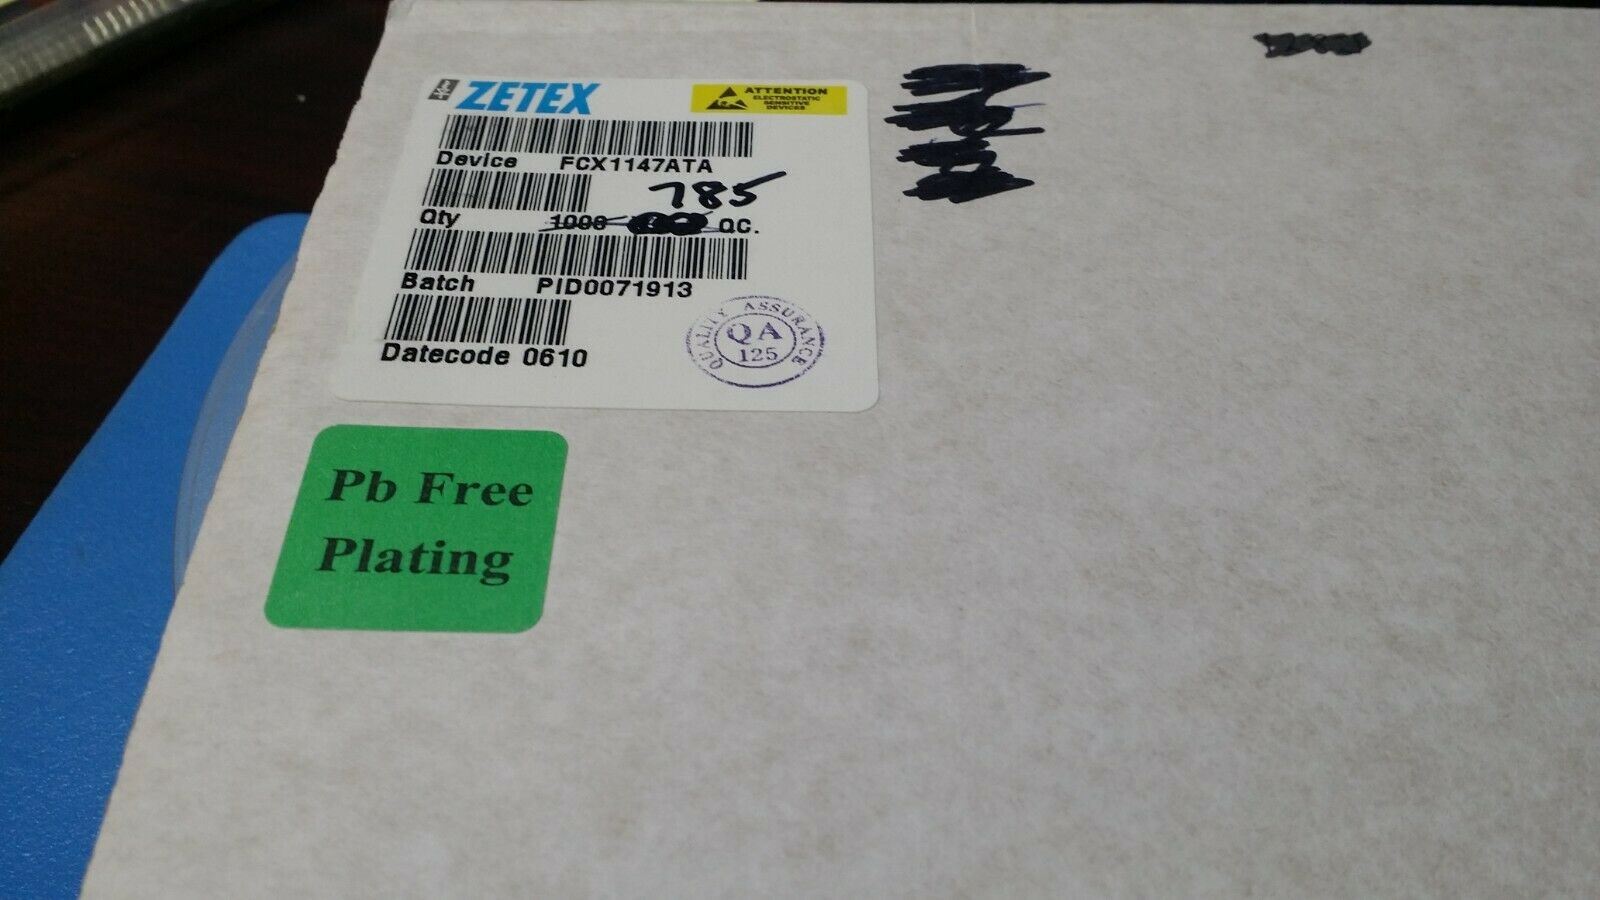 ZETEX
ATTENTION
ELECTROSTATIC
SENSITIVE
DEVICES
Device FCX1147ATA
785
Qty 1000 QC.
Batch PID0071913
Datecode 0610
QUALITY ASSURANCE
QA
125
Pb Free
Plating